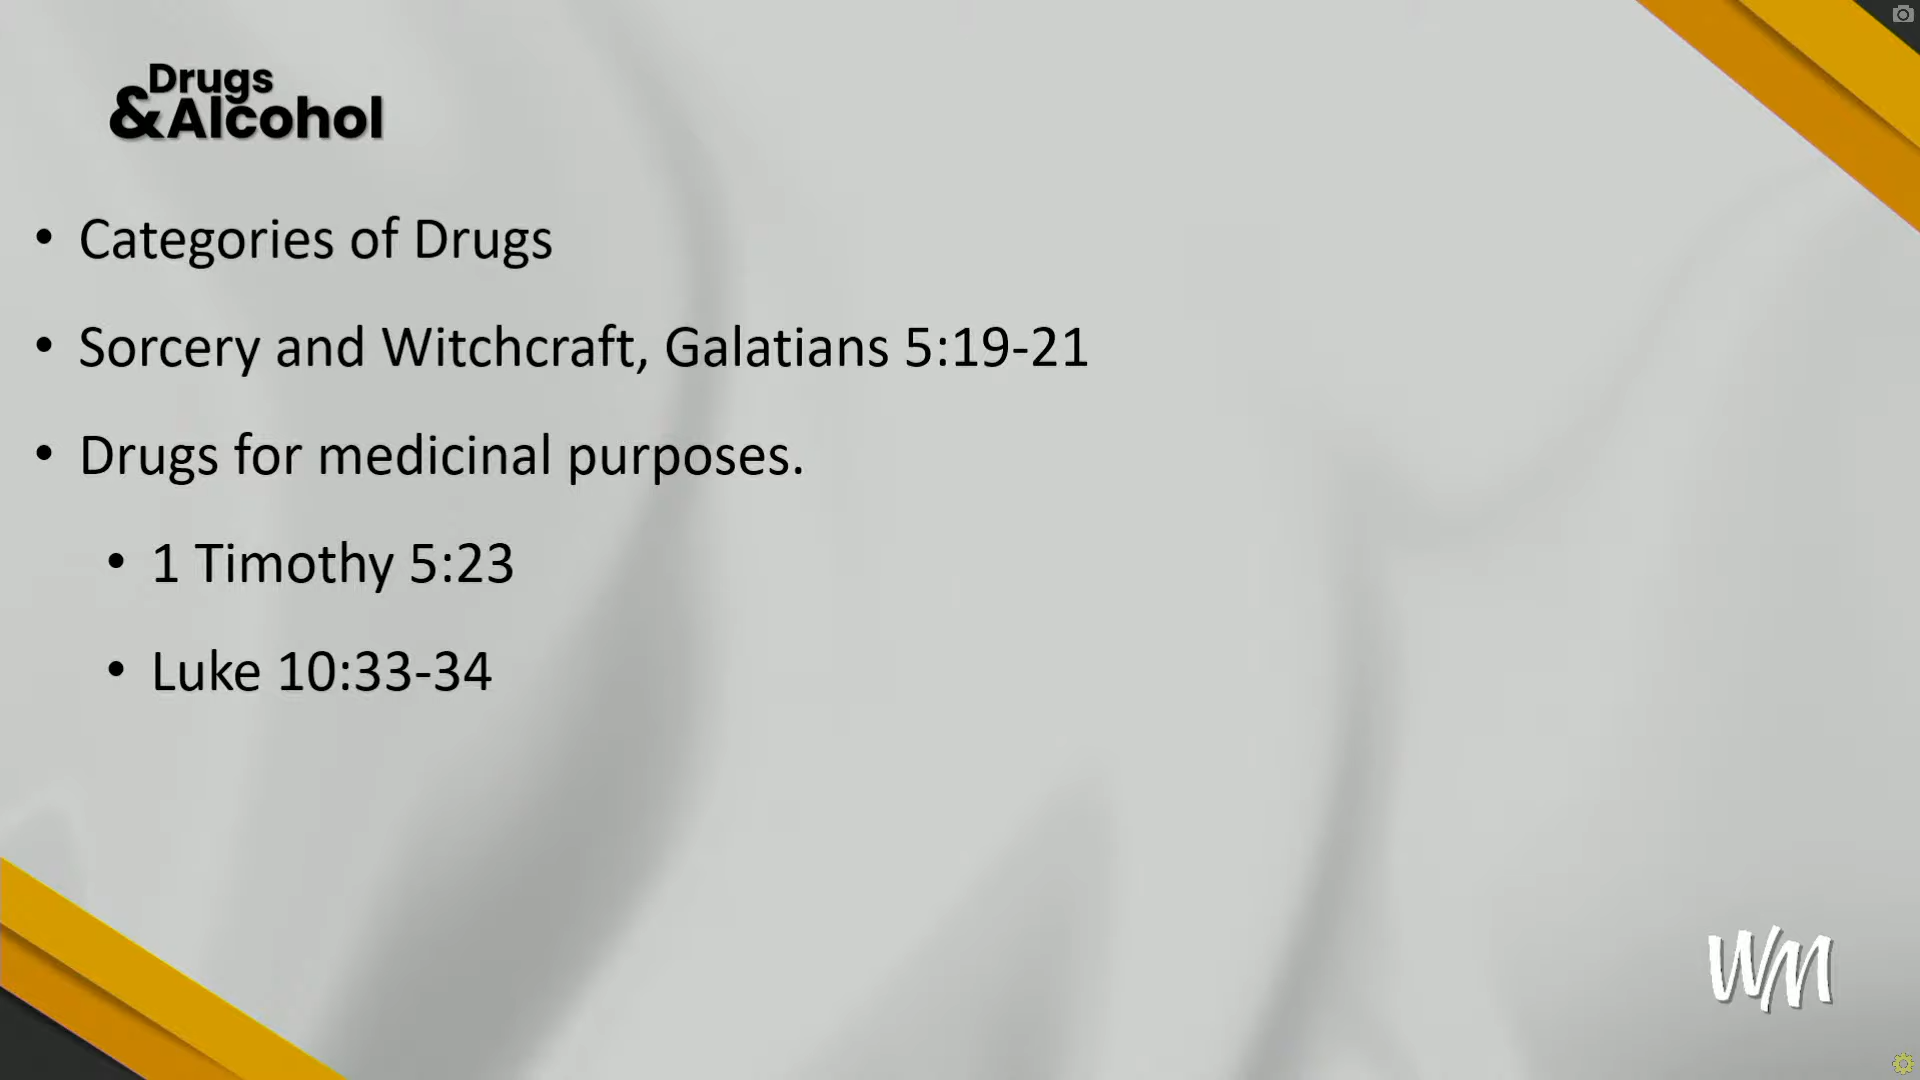 Drugs
&Alcohol
• Categories of Drugs
• Sorcery and Witchcraft, Galatians 5:19-21
• Drugs for medicinal purposes.
• 1 Timothy 5:23
• Luke 10:33-34
WM